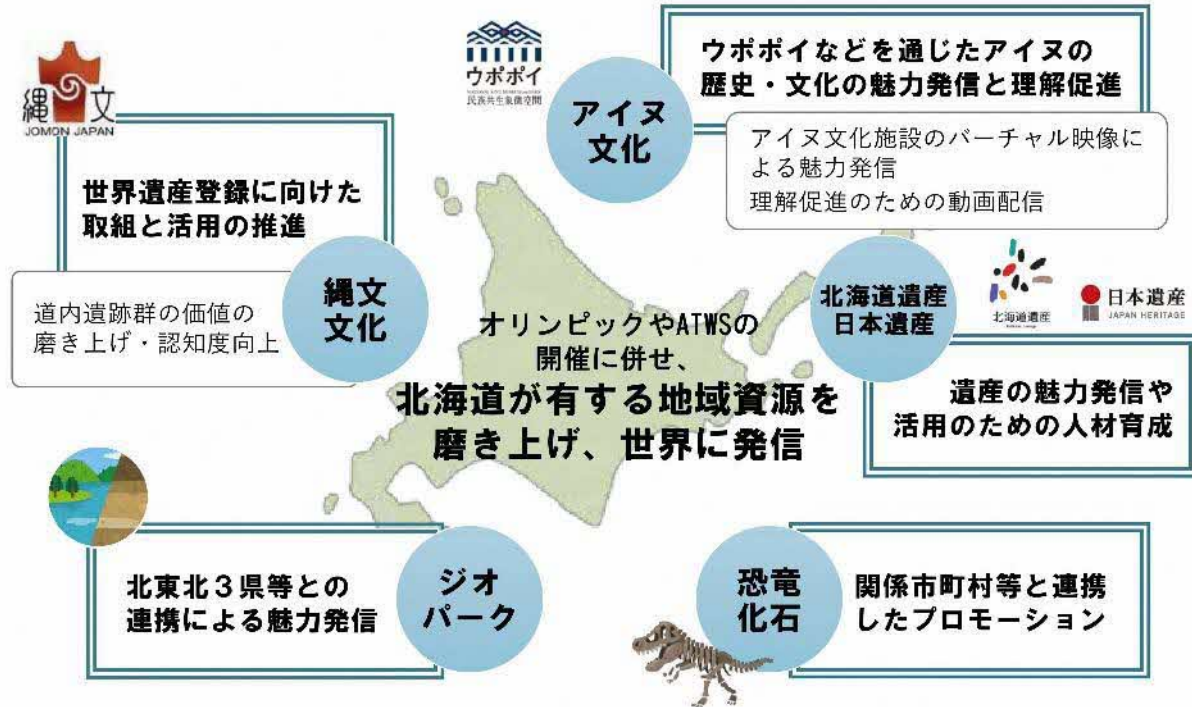 縄文
JOMON JAPAN
世界遺産登録に向けた
取組と活用の推進
道内遺跡群の価値の
磨き上げ・認知度向上
縄文
文化
ウポポイ
民族共生象徴空間
アイヌ
文化
ウポポイなどを通じたアイヌの
歴史・文化の魅力発信と理解促進
アイヌ文化施設のバーチャル映像に
よる魅力発信
理解促進のための動画配信
北海道遺産
日本遺産
北海道遺産
日本遺産
JAPAN HERITAGE
遺産の魅力発信や
活用のための人材育成
オリンピックやATWSの
開催に併せ、
北海道が有する地域資源を
磨き上げ、世界に発信
北東北３県等との
連携による魅力発信
ジオ
パーク
恐竜
化石
関係市町村等と連携
したプロモーション